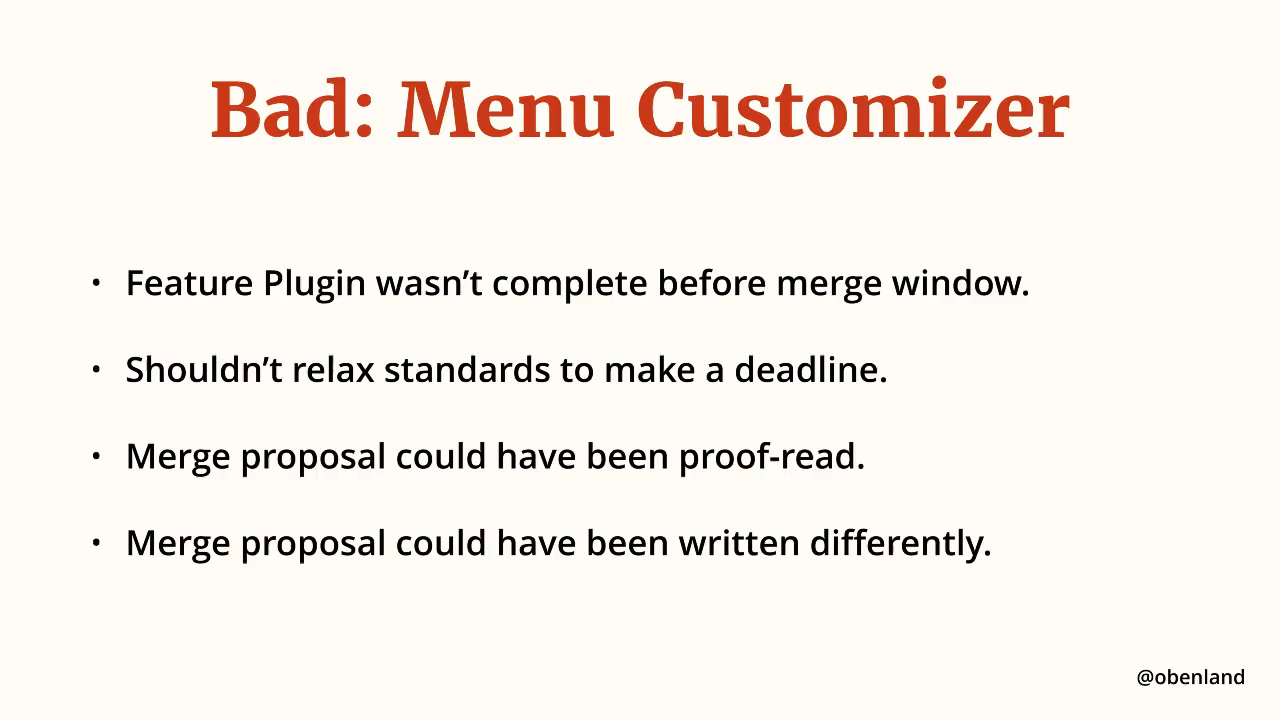 Bad: Menu Customizer
• Feature Plugin wasn’t complete before merge window.
• Shouldn’t relax standards to make a deadline.
• Merge proposal could have been proof-read.
• Merge proposal could have been written differently.
@obenland